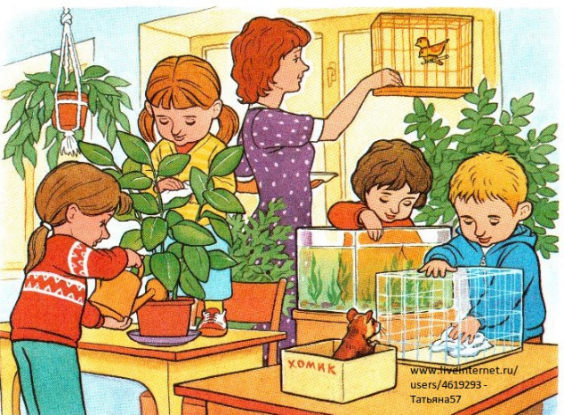 ХОМИК
www.liveinternet.ru/
users/4619293 -
Татьяна57